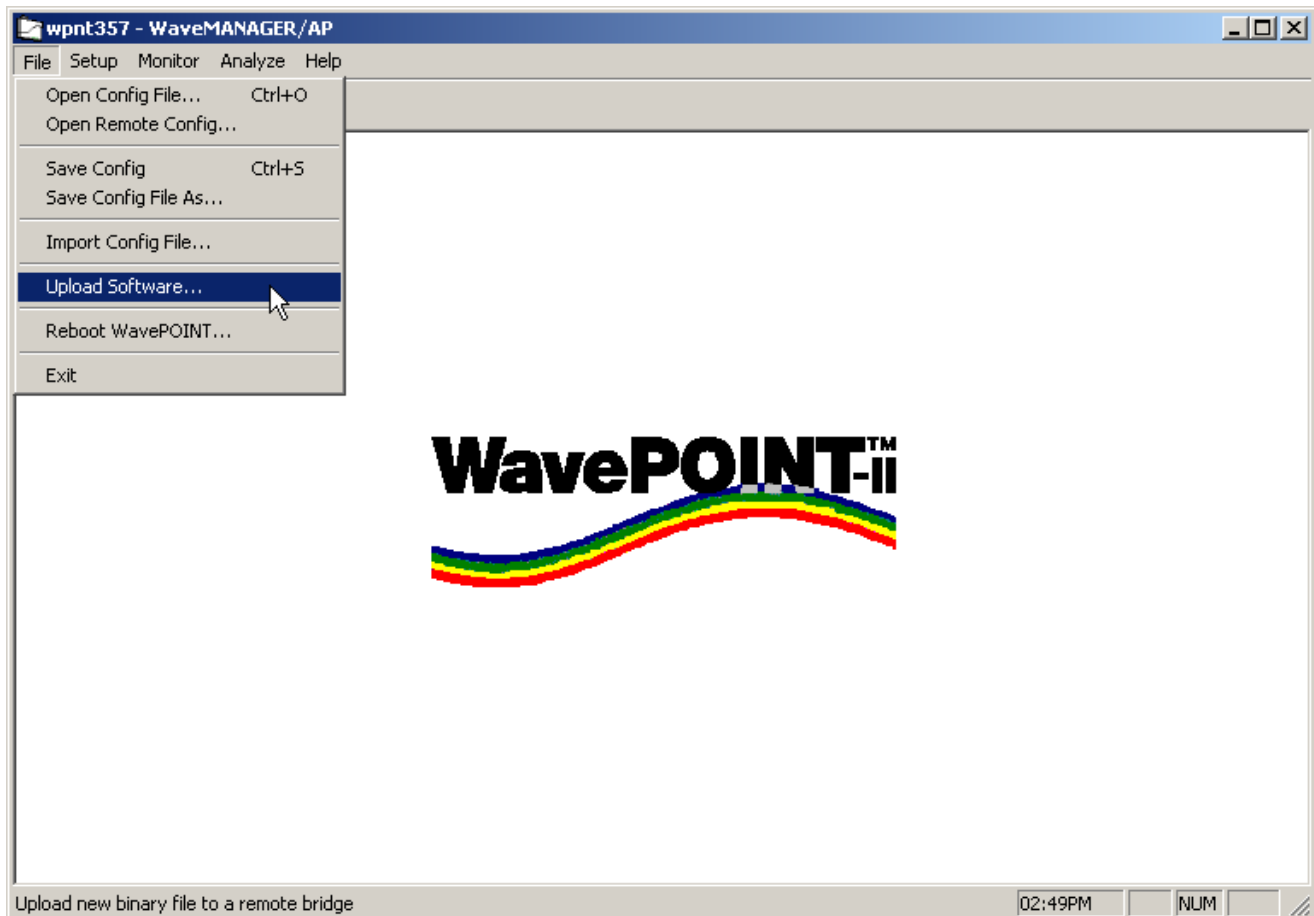 wpnt357 - WaveMANAGER/AP
File Setup Monitor Analyze Help
Open Config File... Ctrl+O
Open Remote Config...
Save Config Ctrl+S
Save Config File As...
Import Config File...
Upload Software...
Reboot WavePOINT...
Exit
WavePOINT™-II
Upload new binary file to a remote bridge 02:49PM NUM